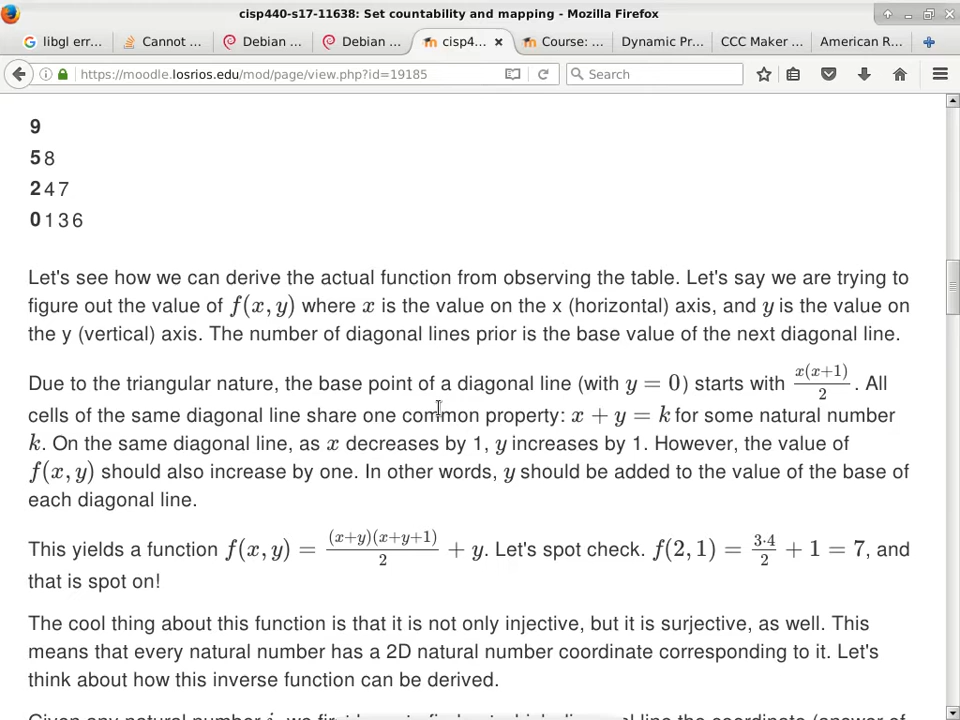 cisp440-s17-11638: Set countability and mapping - Mozilla Firefox
libgl err... Cannot ... Debian ... Debian ... cisp4... Course: ... Dynamic Pr... CCC Maker ... American R...
https://moodle.losrios.edu/mod/page/view.php?id=19185 Search
9
5 8
2 4 7
0 1 3 6
Let's see how we can derive the actual function from observing the table. Let's say we are trying to
figure out the value of f(x, y) where x is the value on the x (horizontal) axis, and y is the value on
the y (vertical) axis. The number of diagonal lines prior is the base value of the next diagonal line.
Due to the triangular nature, the base point of a diagonal line (with y = 0) starts with x(x+1)/2. All
cells of the same diagonal line share one common property: x + y = k for some natural number
k. On the same diagonal line, as x decreases by 1, y increases by 1. However, the value of
f(x, y) should also increase by one. In other words, y should be added to the value of the base of
each diagonal line.
This yields a function f(x, y) = (x+y)(x+y+1)/2 + y. Let's spot check. f(2, 1) = 3·4/2 + 1 = 7, and
that is spot on!
The cool thing about this function is that it is not only injective, but it is surjective, as well. This
means that every natural number has a 2D natural number coordinate corresponding to it. Let's
think about how this inverse function can be derived.
Given any natural number i, we